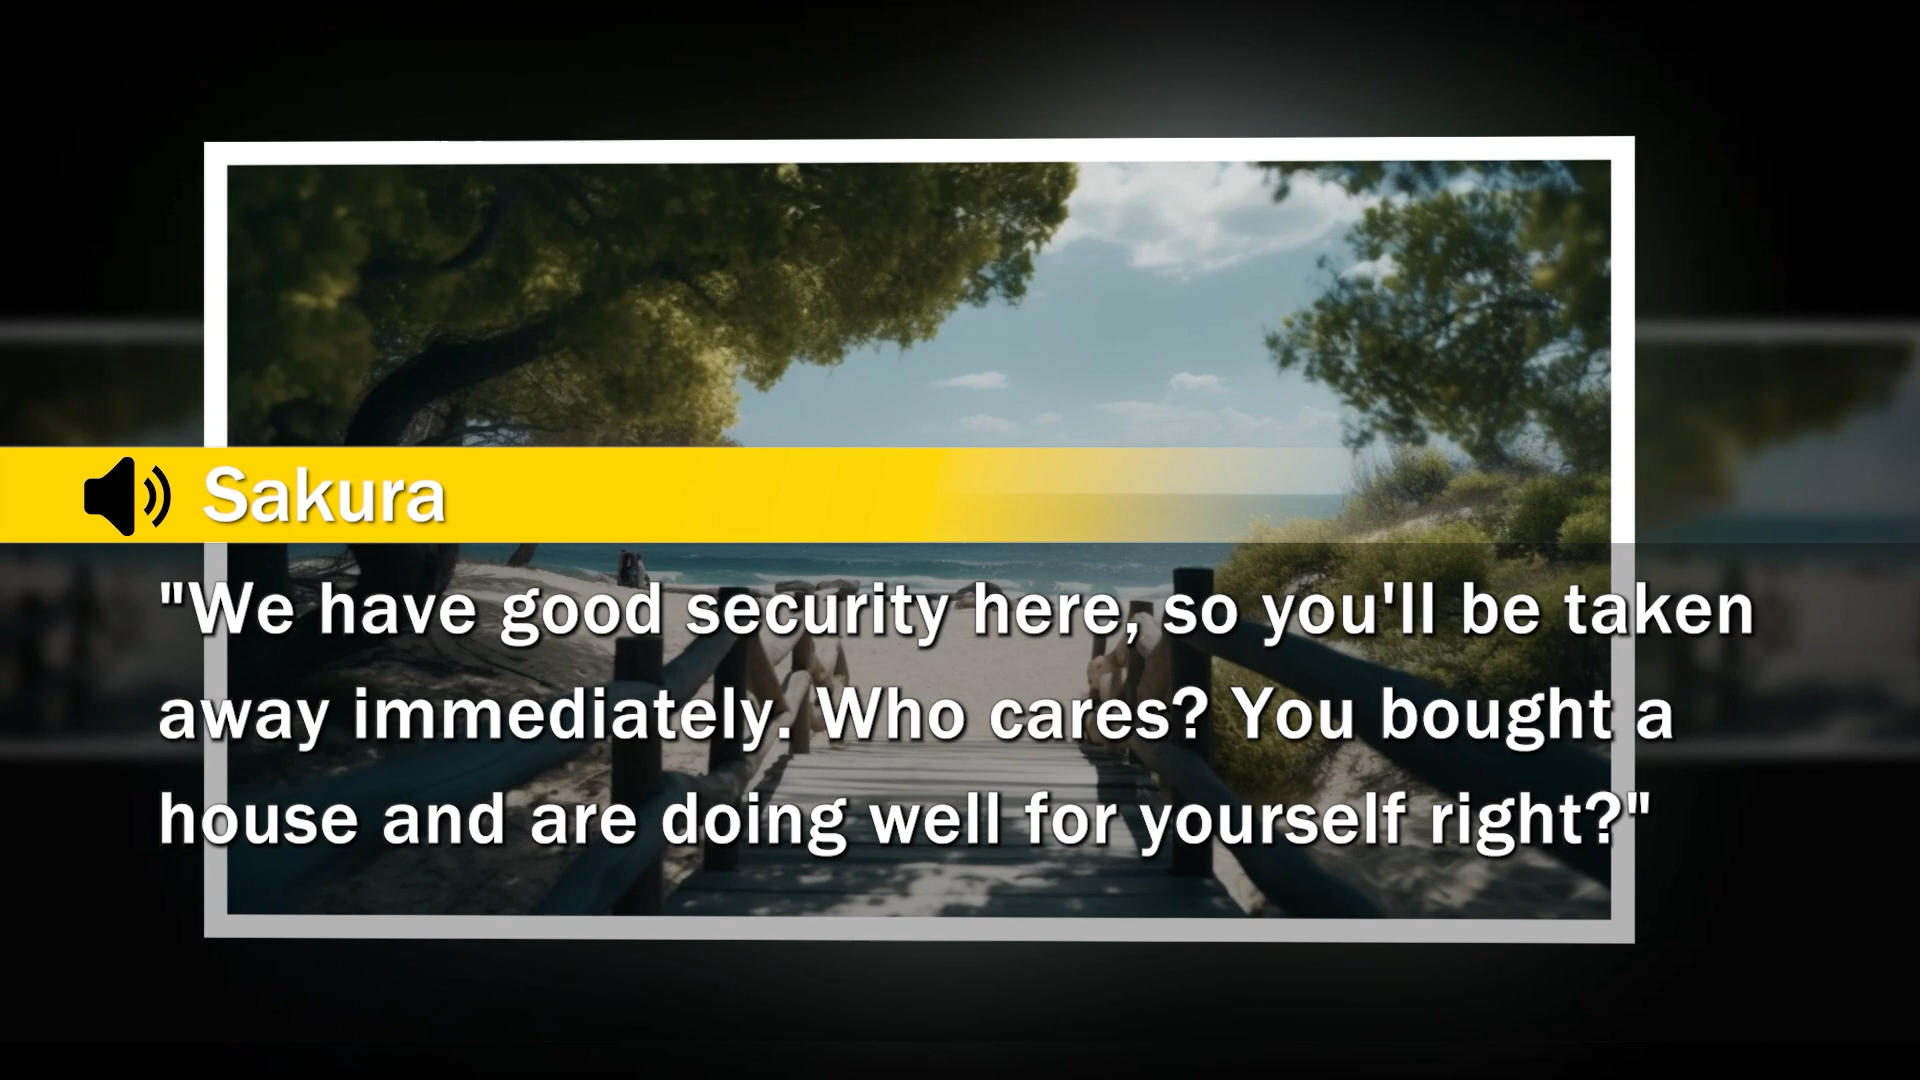 Sakura
"We have good security here, so you'll be taken
away immediately. Who cares? You bought a
house and are doing well for yourself right?"